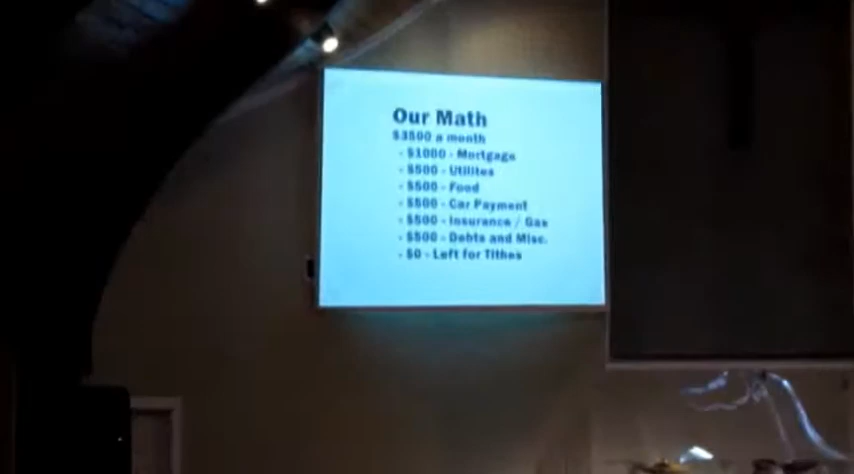 Our Math
$3500 a month
- $1000 - Mortgage
- $500 - Utilites
- $500 - Food
- $500 - Car Payment
- $500 - Insurance / Gas
- $500 - Debts and Misc.
- $0 - Left for Tithes